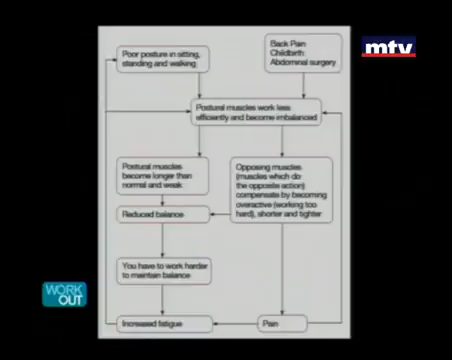 mtv
Poor posture in sitting,
standing and walking
Back Pain
Childbirth
Abdominal surgery
Postural muscles work less
efficiently and become imbalanced
Postural muscles
become longer than
normal and weak
Opposing muscles
(muscles which do
the opposite action)
compensate by becoming
overactive (working too
hard), shorter and tighter
Reduced balance
You have to work harder
to maintain balance
Increased fatigue
Pain
WORK
OUT